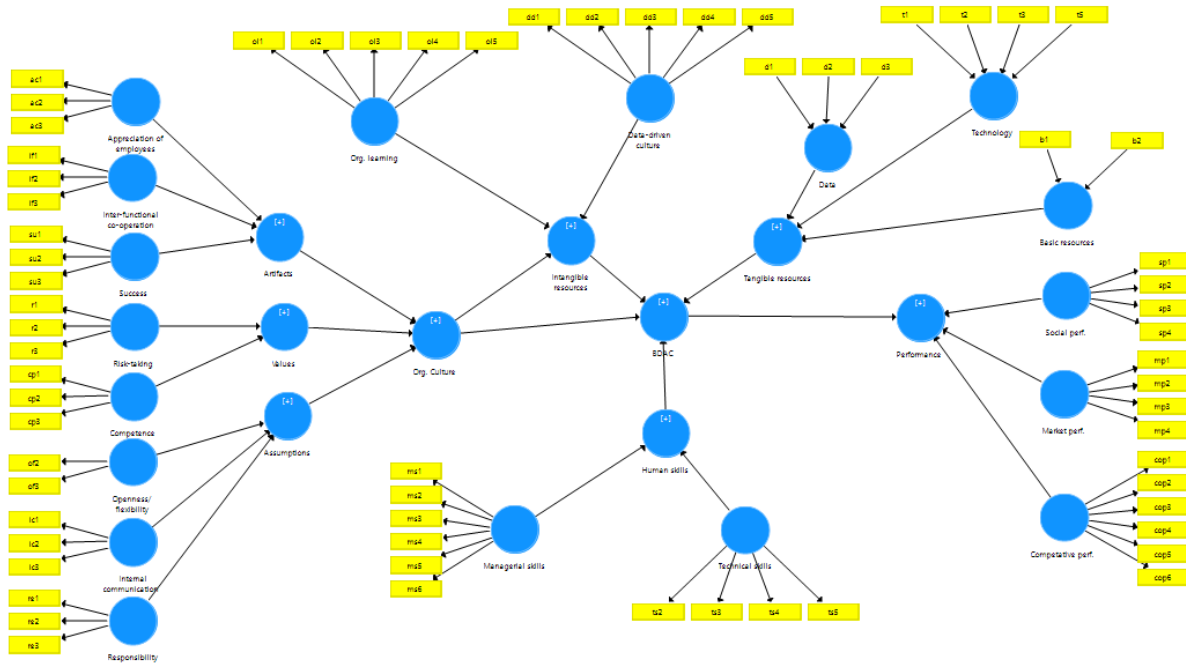 dd1
dd2
dd3
dd4
dd5
t1
t2
t3
t5
ol1
ol2
ol3
ol4
ol5
d1
d2
d3
ac1
ac2
ac3
Appreciation of
employees
Org. learning
Data-driven
culture
Data
Technology
b1
b2
if1
if2
if3
Inter-functional
co-operation
[+]
Artifacts
[+]
Intangible
resources
[+]
Tangible resources
Basic resources
su1
su2
su3
Success
sp1
sp2
sp3
sp4
Social perf.
r1
r2
r3
Risk-taking
[+]
Values
[+]
Org. Culture
[+]
BDAC
[+]
Performance
cp1
cp2
cp3
Competence
mp1
mp2
mp3
mp4
Market perf.
[+]
Assumptions
[+]
Human skills
of2
of3
Openness/
flexibility
ms1
ms2
ms3
ms4
ms5
ms6
Managerial skills
Technical skills
cop1
cop2
cop3
cop4
cop5
cop6
Competative perf.
ic1
ic2
ic3
Internal
communication
re1
re2
re3
Responsibility
ts2
ts3
ts4
ts5